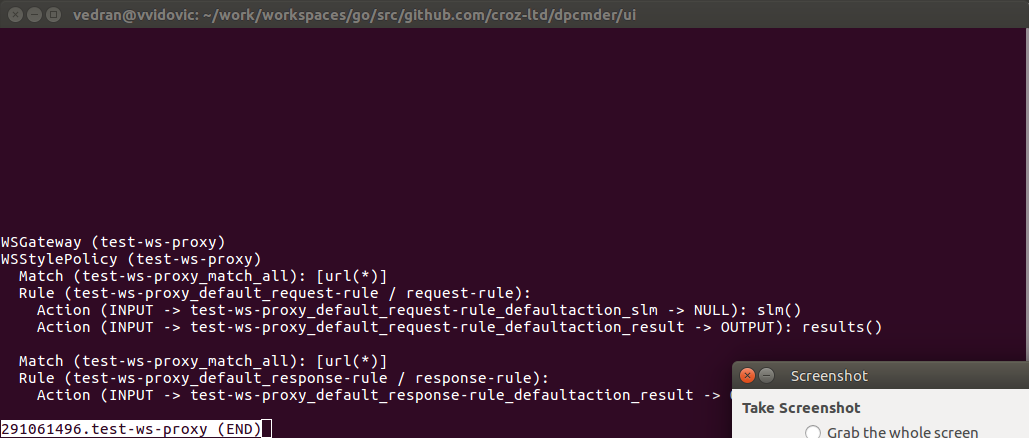 vedran@vvidovic: ~/work/workspaces/go/src/github.com/croz-ltd/dpcmder/ui
WSGateway (test-ws-proxy)
WSStylePolicy (test-ws-proxy)
  Match (test-ws-proxy_match_all): [url(*)]
  Rule (test-ws-proxy_default_request-rule / request-rule):
    Action (INPUT -> test-ws-proxy_default_request-rule_defaultaction_slm -> NULL): slm()
    Action (INPUT -> test-ws-proxy_default_request-rule_defaultaction_result -> OUTPUT): results()
  Match (test-ws-proxy_match_all): [url(*)]
  Rule (test-ws-proxy_default_response-rule / response-rule):
    Action (INPUT -> test-ws-proxy_default_response-rule_defaultaction_result ->
291061496.test-ws-proxy (END)
Screenshot
Take Screenshot
Grab the whole screen